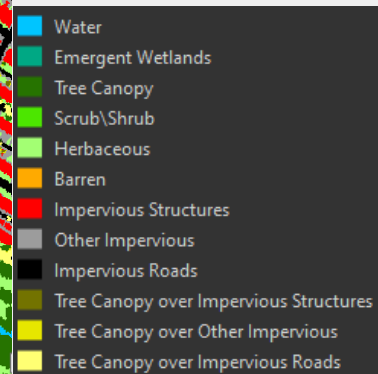 Water
Emergent Wetlands
Tree Canopy
Scrub\Shrub
Herbaceous
Barren
Impervious Structures
Other Impervious
Impervious Roads
Tree Canopy over Impervious Structures
Tree Canopy over Other Impervious
Tree Canopy over Impervious Roads